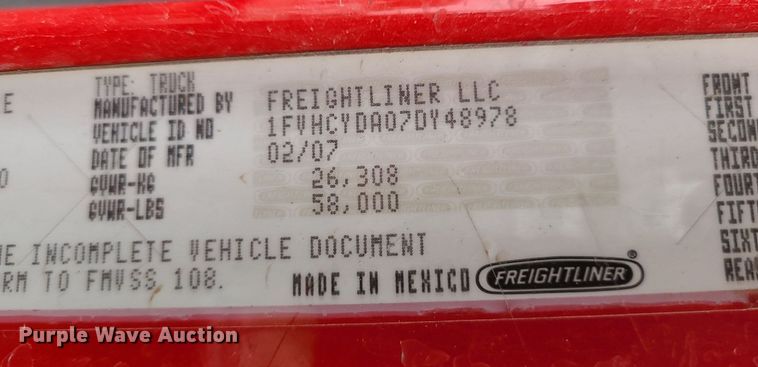 TYPE: TRUCK
MANUFACTURED BY FREIGHTLINER LLC
VEHICLE ID NO 1FVHCYDA07DY48978
DATE OF MFR 02/07
GVWR-KG 26,308
GVWR-LBS 58,000
INCOMPLETE VEHICLE DOCUMENT
TO FMVSS 108.
MADE IN MEXICO FREIGHTLINER®
FRONT
FIRST
SECON
THIRD
FOURT
FIFT
SIXT
REAR
Purple Wave Auction